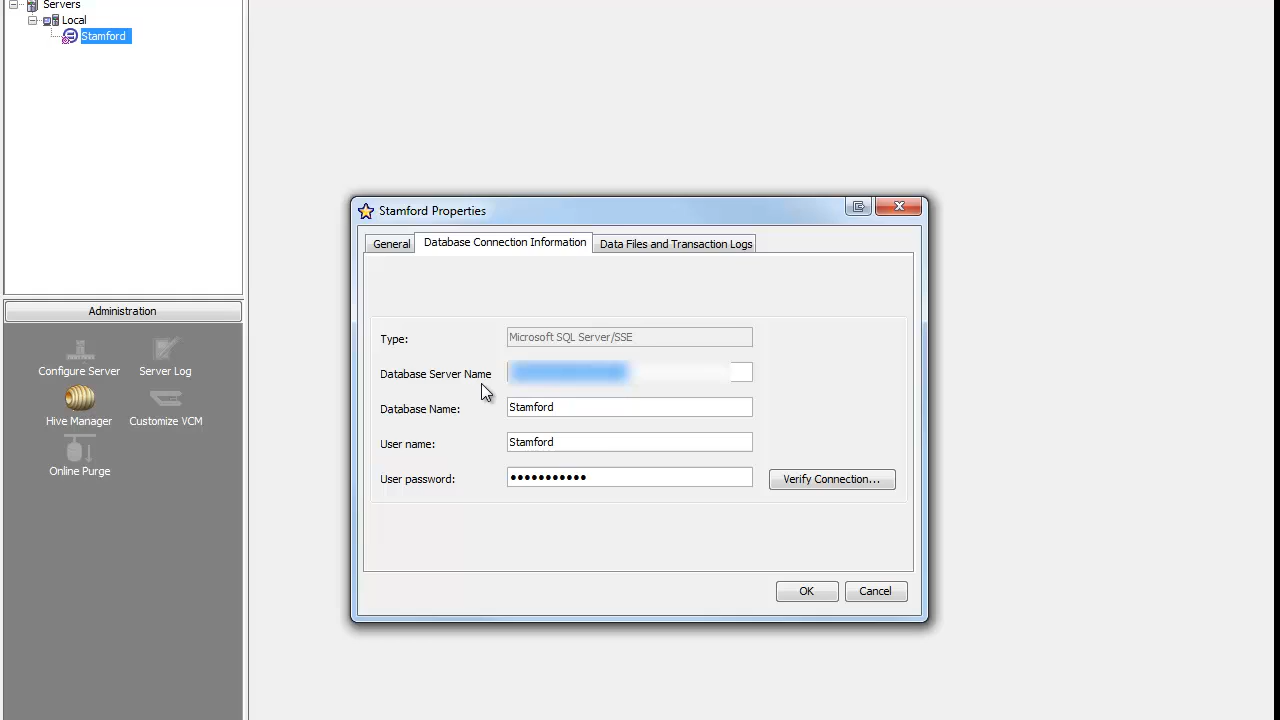 Servers
Local
Stamford
Administration
Configure Server
Server Log
Hive Manager
Customize VCM
Online Purge
Stamford Properties
General
Database Connection Information
Data Files and Transaction Logs
Type:
Microsoft SQL Server/SSE
Database Server Name
Database Name:
Stamford
User name:
Stamford
User password:
•••••••••••
Verify Connection...
OK
Cancel